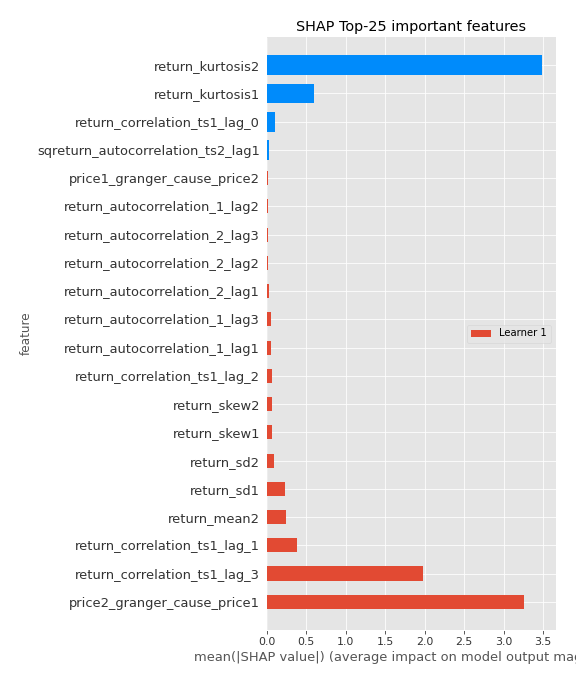 SHAP Top-25 important features
return_kurtosis2
return_kurtosis1
return_correlation_ts1_lag_0
sqreturn_autocorrelation_ts2_lag1
price1_granger_cause_price2
return_autocorrelation_1_lag2
return_autocorrelation_2_lag3
return_autocorrelation_2_lag2
return_autocorrelation_2_lag1
return_autocorrelation_1_lag3
return_autocorrelation_1_lag1
return_correlation_ts1_lag_2
return_skew2
return_skew1
return_sd2
return_sd1
return_mean2
return_correlation_ts1_lag_1
return_correlation_ts1_lag_3
price2_granger_cause_price1
feature
Learner 1
0.0 0.5 1.0 1.5 2.0 2.5 3.0 3.5
mean(|SHAP value|) (average impact on model output mag